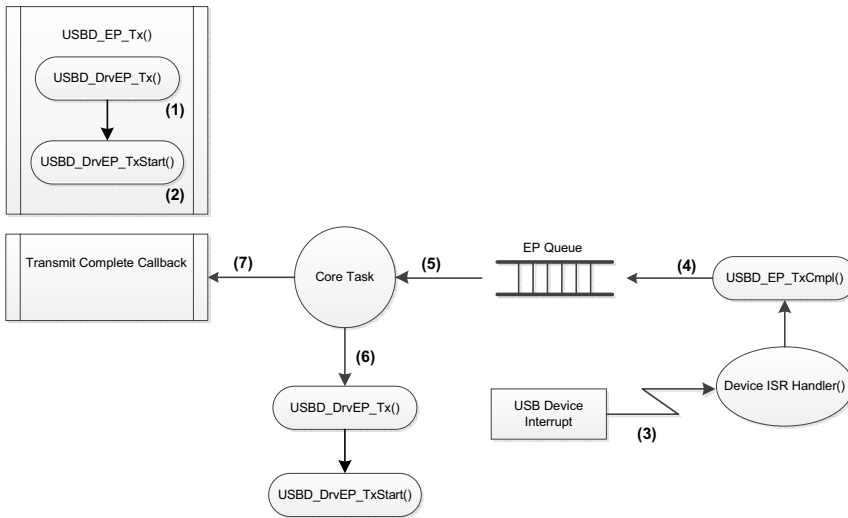 USBD_EP_Tx()
USBD_DrvEP_Tx()
(1)
USBD_DrvEP_TxStart()
(2)
Transmit Complete Callback
(7)
Core Task
(5)
EP Queue
(4)
USBD_EP_TxCmpl()
(6)
USBD_DrvEP_Tx()
USBD_DrvEP_TxStart()
USB Device
Interrupt
(3)
Device ISR Handler()